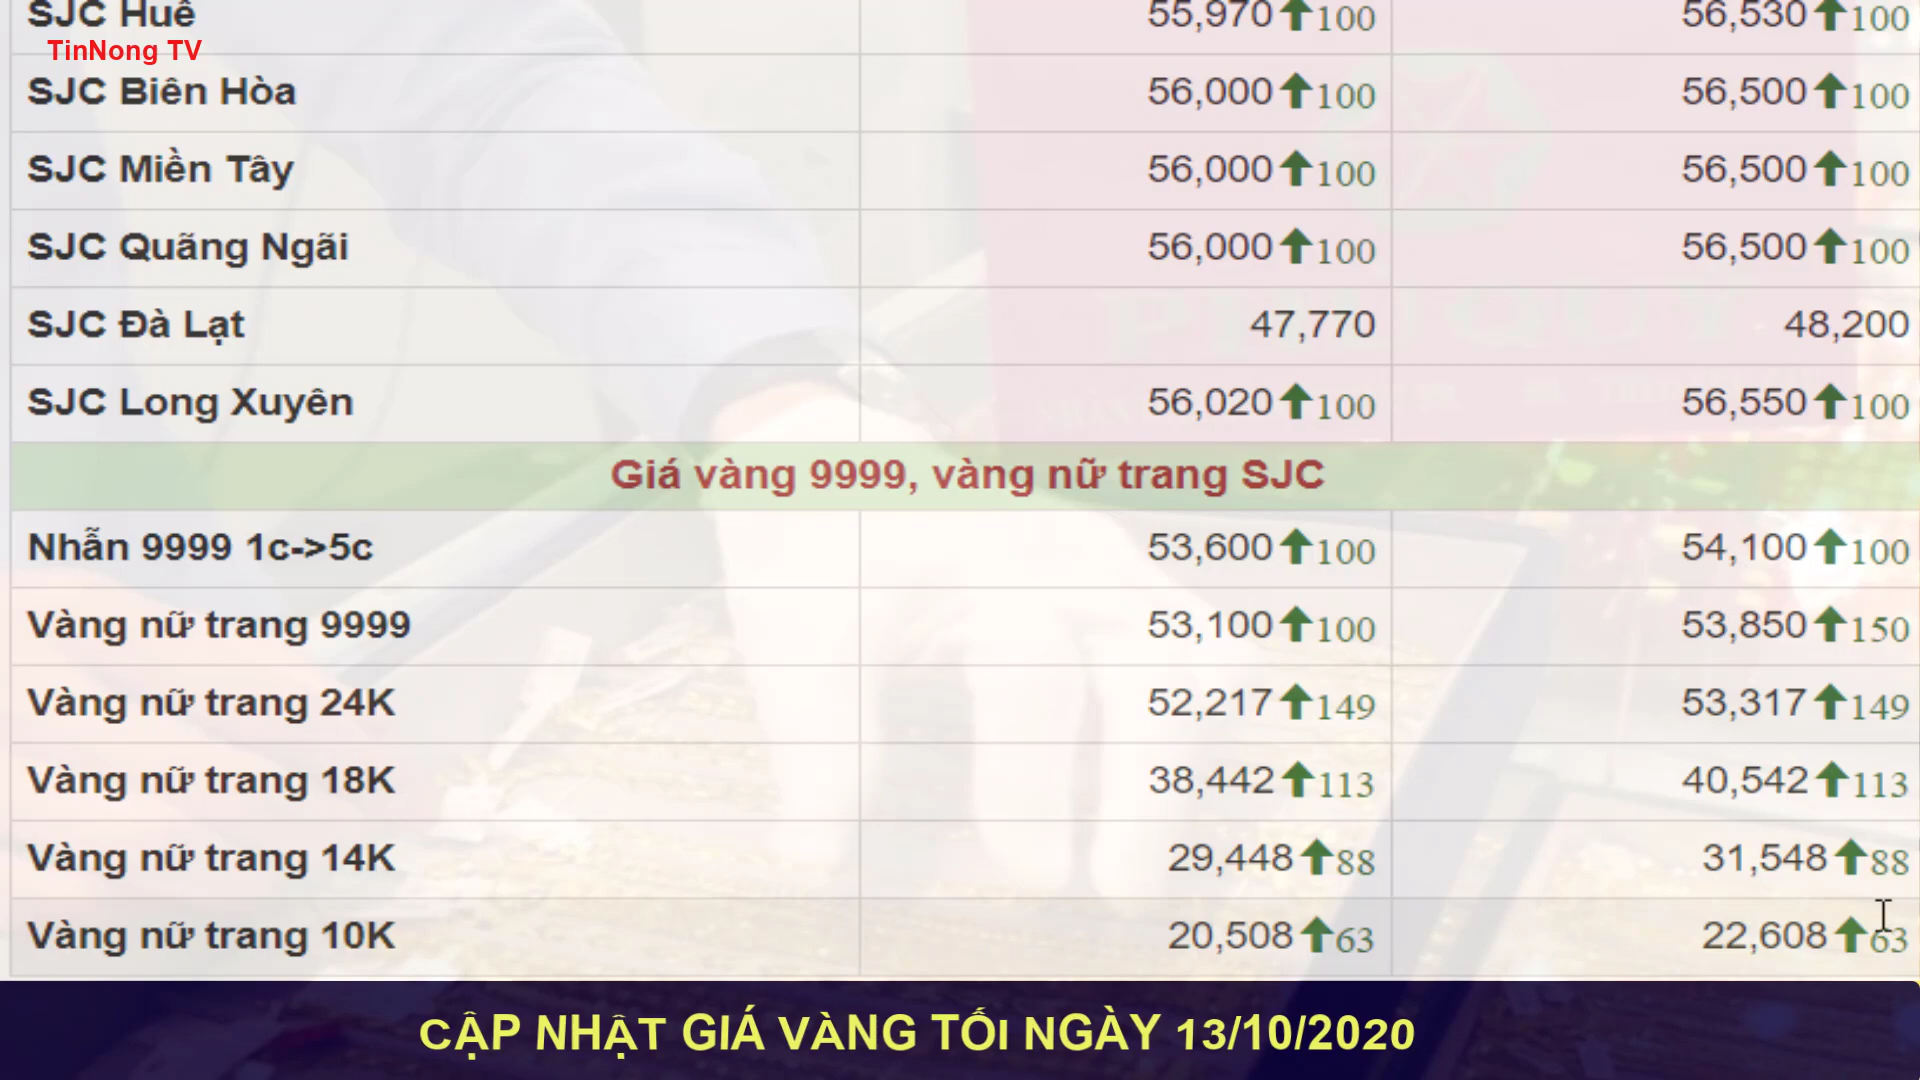 SJC Huế 55,970 100 56,530 100
TinNong TV
SJC Biên Hòa 56,000 100 56,500 100
SJC Miền Tây 56,000 100 56,500 100
SJC Quãng Ngãi 56,000 100 56,500 100
SJC Đà Lạt 47,770 48,200
SJC Long Xuyên 56,020 100 56,550 100
Giá vàng 9999, vàng nữ trang SJC
Nhẫn 9999 1c->5c 53,600 100 54,100 100
Vàng nữ trang 9999 53,100 100 53,850 150
Vàng nữ trang 24K 52,217 149 53,317 149
Vàng nữ trang 18K 38,442 113 40,542 113
Vàng nữ trang 14K 29,448 88 31,548 88
Vàng nữ trang 10K 20,508 63 22,608 63
CẬP NHẬT GIÁ VÀNG TỐI NGÀY 13/10/2020